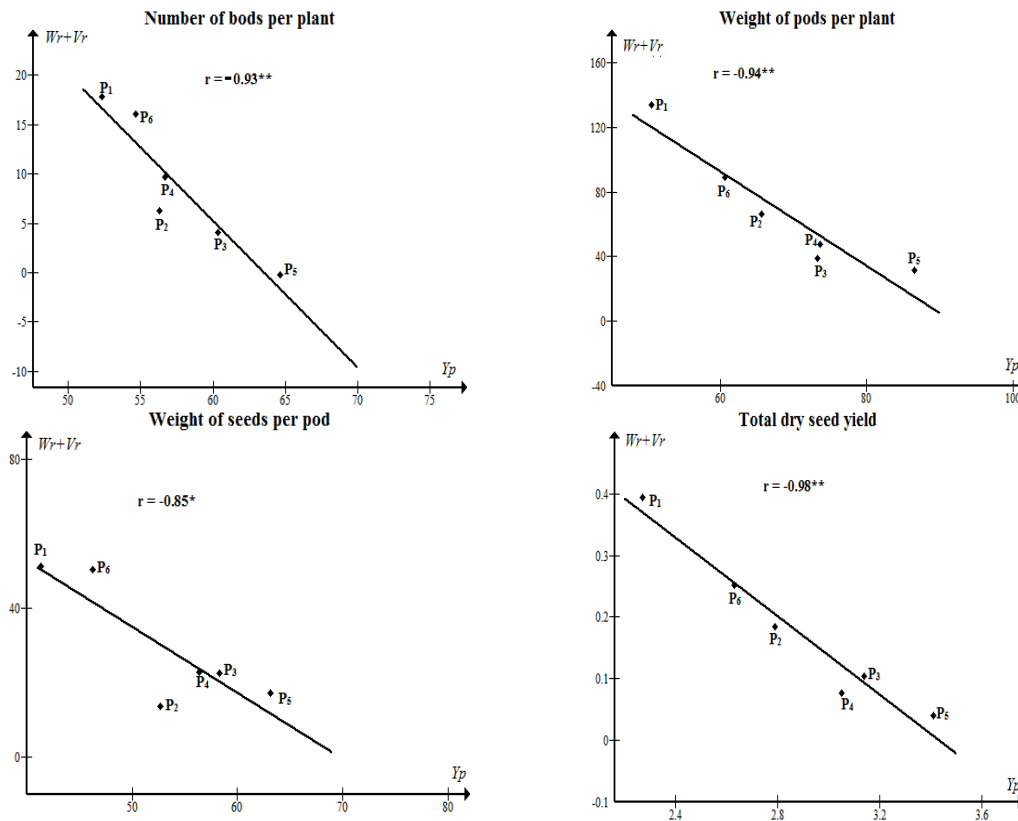 Number of bods per plant
Wr+Vr
r = -0.93**
20
15
10
5
0
-5
-10
P1
P6
P4
P2
P3
P5
Yp
50 55 60 65 70 75
Weight of pods per plant
Wr+Vr
r = -0.94**
160
120
80
40
0
-40
P1
P6
P2
P4
P3
P5
Yp
60 80 100
Weight of seeds per pod
Wr+Vr
r = -0.85*
80
40
0
P1
P6
P3
P4
P5
P2
Yp
50 60 70 80
Total dry seed yield
Wr+Vr
r = -0.98**
0.4
0.3
0.2
0.1
0
-0.1
P1
P6
P2
P3
P4
P5
Yp
2.4 2.8 3.2 3.6